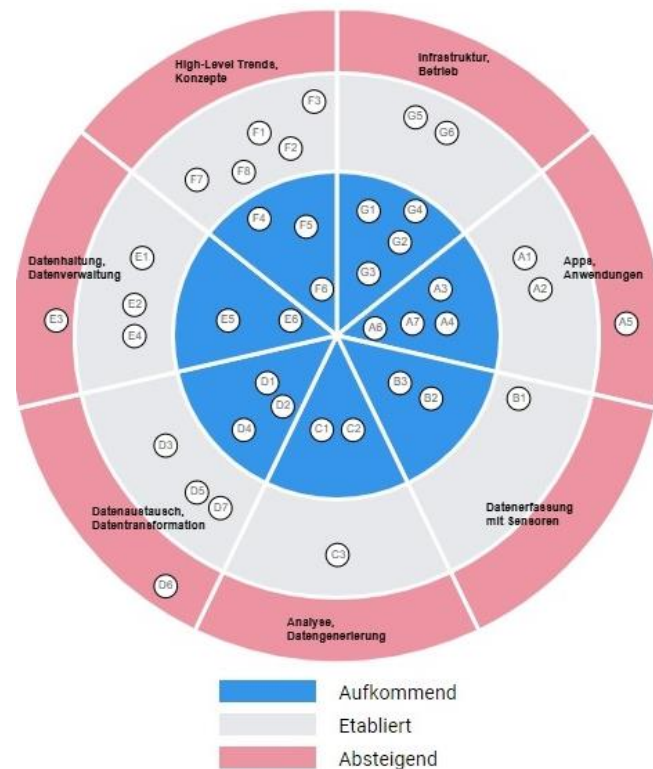 High-Level Trends,
Konzepte
Infrastruktur,
Betrieb
F3
F1
F2
F7
F8
G5
G6
F4
F5
F6
G1
G4
G2
G3
Datenhaltung,
Datenverwaltung
E1
E2
E3
E4
E5
E6
Apps,
Anwendungen
A1
A2
A3
A5
A6
A7
A4
D1
D2
D4
D3
D5
D7
Datenaustausch,
Datentransformation
D6
C1
C2
C3
Analyse,
Datengenerierung
B3
B2
B1
Datenerfassung
mit Sensoren
Aufkommend
Etabliert
Absteigend